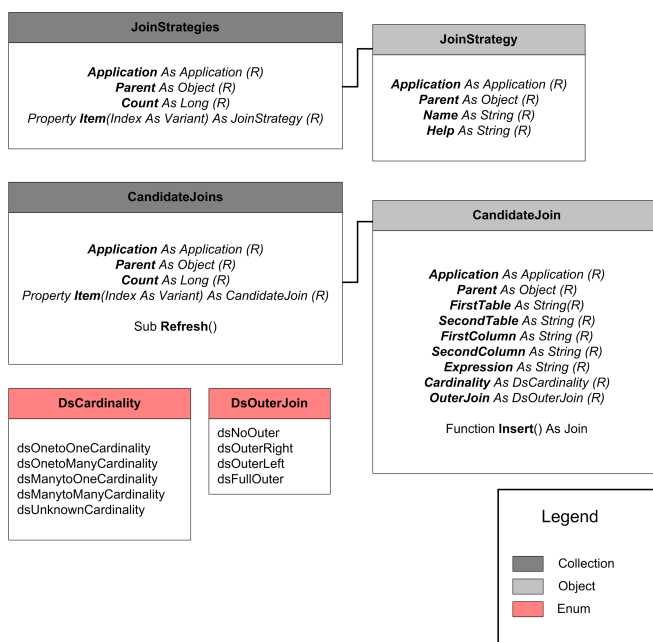 JoinStrategies
Application As Application (R)
Parent As Object (R)
Count As Long (R)
Property Item(Index As Variant) As JoinStrategy (R)
JoinStrategy
Application As Application (R)
Parent As Object (R)
Name As String (R)
Help As String (R)
CandidateJoins
Application As Application (R)
Parent As Object (R)
Count As Long (R)
Property Item(Index As Variant) As CandidateJoin (R)
Sub Refresh()
CandidateJoin
Application As Application (R)
Parent As Object (R)
FirstTable As String(R)
SecondTable As String (R)
FirstColumn As String (R)
SecondColumn As String (R)
Expression As String (R)
Cardinality As DsCardinality (R)
OuterJoin As DsOuterJoin (R)
Function Insert() As Join
DsCardinality
dsOnetoOneCardinality
dsOnetoManyCardinality
dsManytoOneCardinality
dsManytoManyCardinality
dsUnknownCardinality
DsOuterJoin
dsNoOuter
dsOuterRight
dsOuterLeft
dsFullOuter
Legend
Collection
Object
Enum